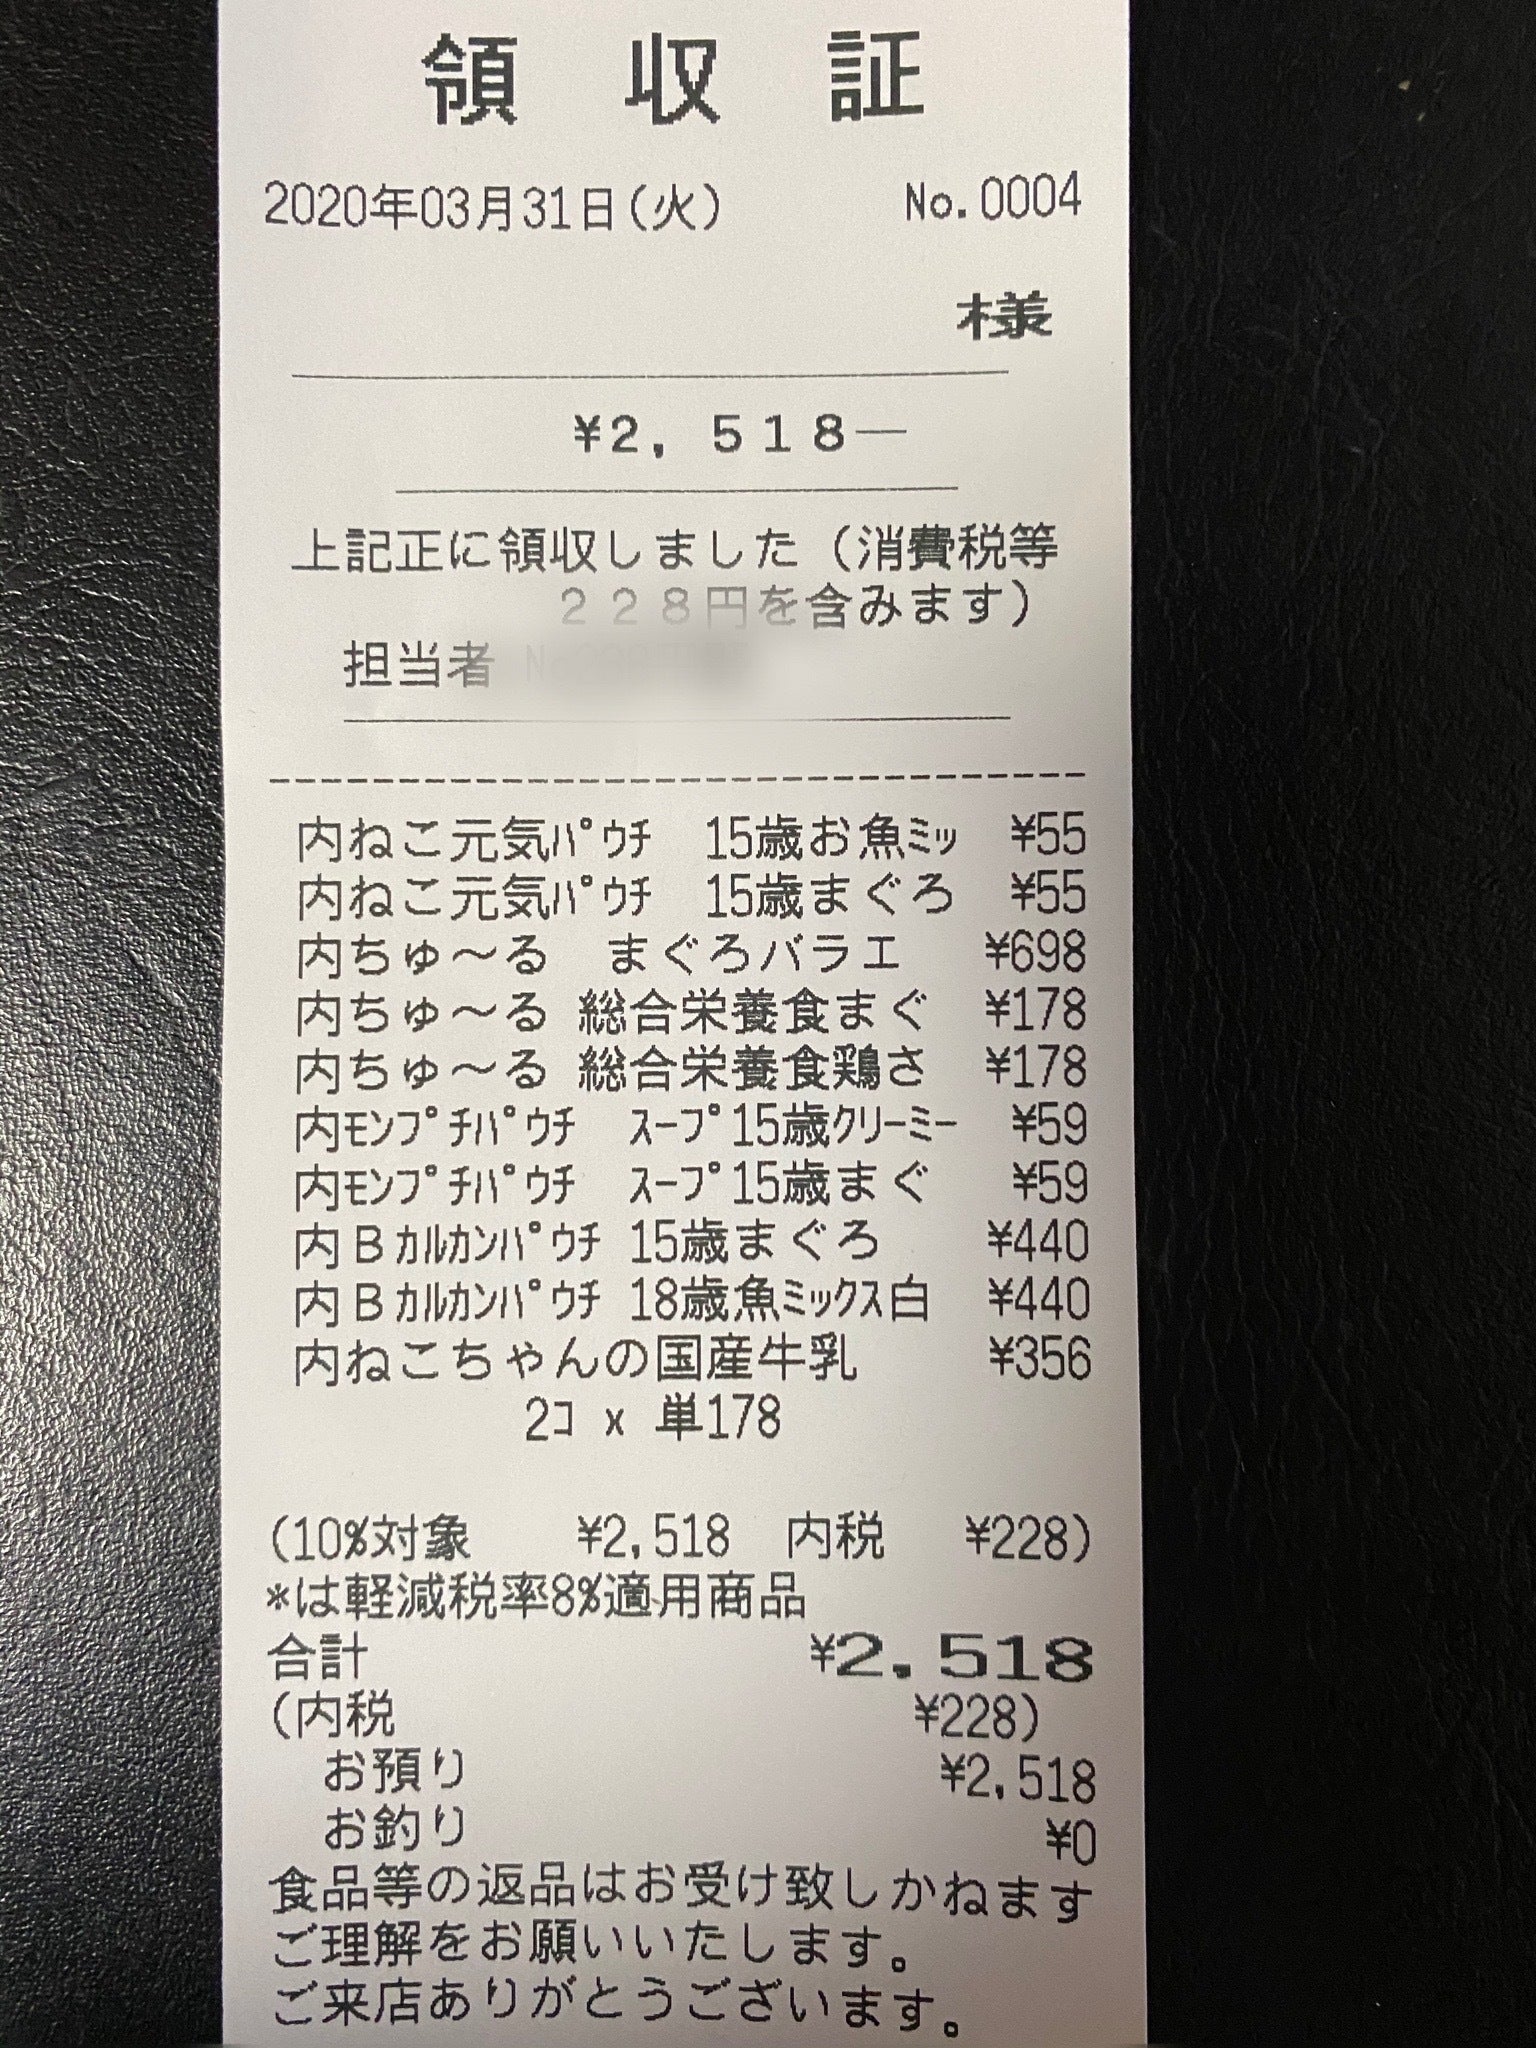 領収証
2020年03月31日(火) No.0004
様
¥2,518―
上記正に領収しました(消費税等
228円を含みます)
担当者
内ねこ元気ﾊﾟｳﾁ 15歳お魚ﾐｯ ¥55
内ねこ元気ﾊﾟｳﾁ 15歳まぐろ ¥55
内ちゅ〜る まぐろバラエ ¥698
内ちゅ〜る 総合栄養食まぐ ¥178
内ちゅ〜る 総合栄養食鶏さ ¥178
内ﾓﾝﾌﾟﾁﾊﾟｳﾁ ｽｰﾌﾟ15歳ｸﾘｰﾐｰ ¥59
内ﾓﾝﾌﾟﾁﾊﾟｳﾁ ｽｰﾌﾟ15歳まぐ ¥59
内Bｶﾙｶﾝﾊﾟｳﾁ 15歳まぐろ ¥440
内Bｶﾙｶﾝﾊﾟｳﾁ 18歳魚ﾐｯｸｽ白 ¥440
内ねこちゃんの国産牛乳 ¥356
2ｺ x 単178
(10%対象 ¥2,518 内税 ¥228)
*は軽減税率8%適用商品
合計 ¥2,518
(内税 ¥228)
お預り ¥2,518
お釣り ¥0
食品等の返品はお受け致しかねます
ご理解をお願いいたします。
ご来店ありがとうございます。